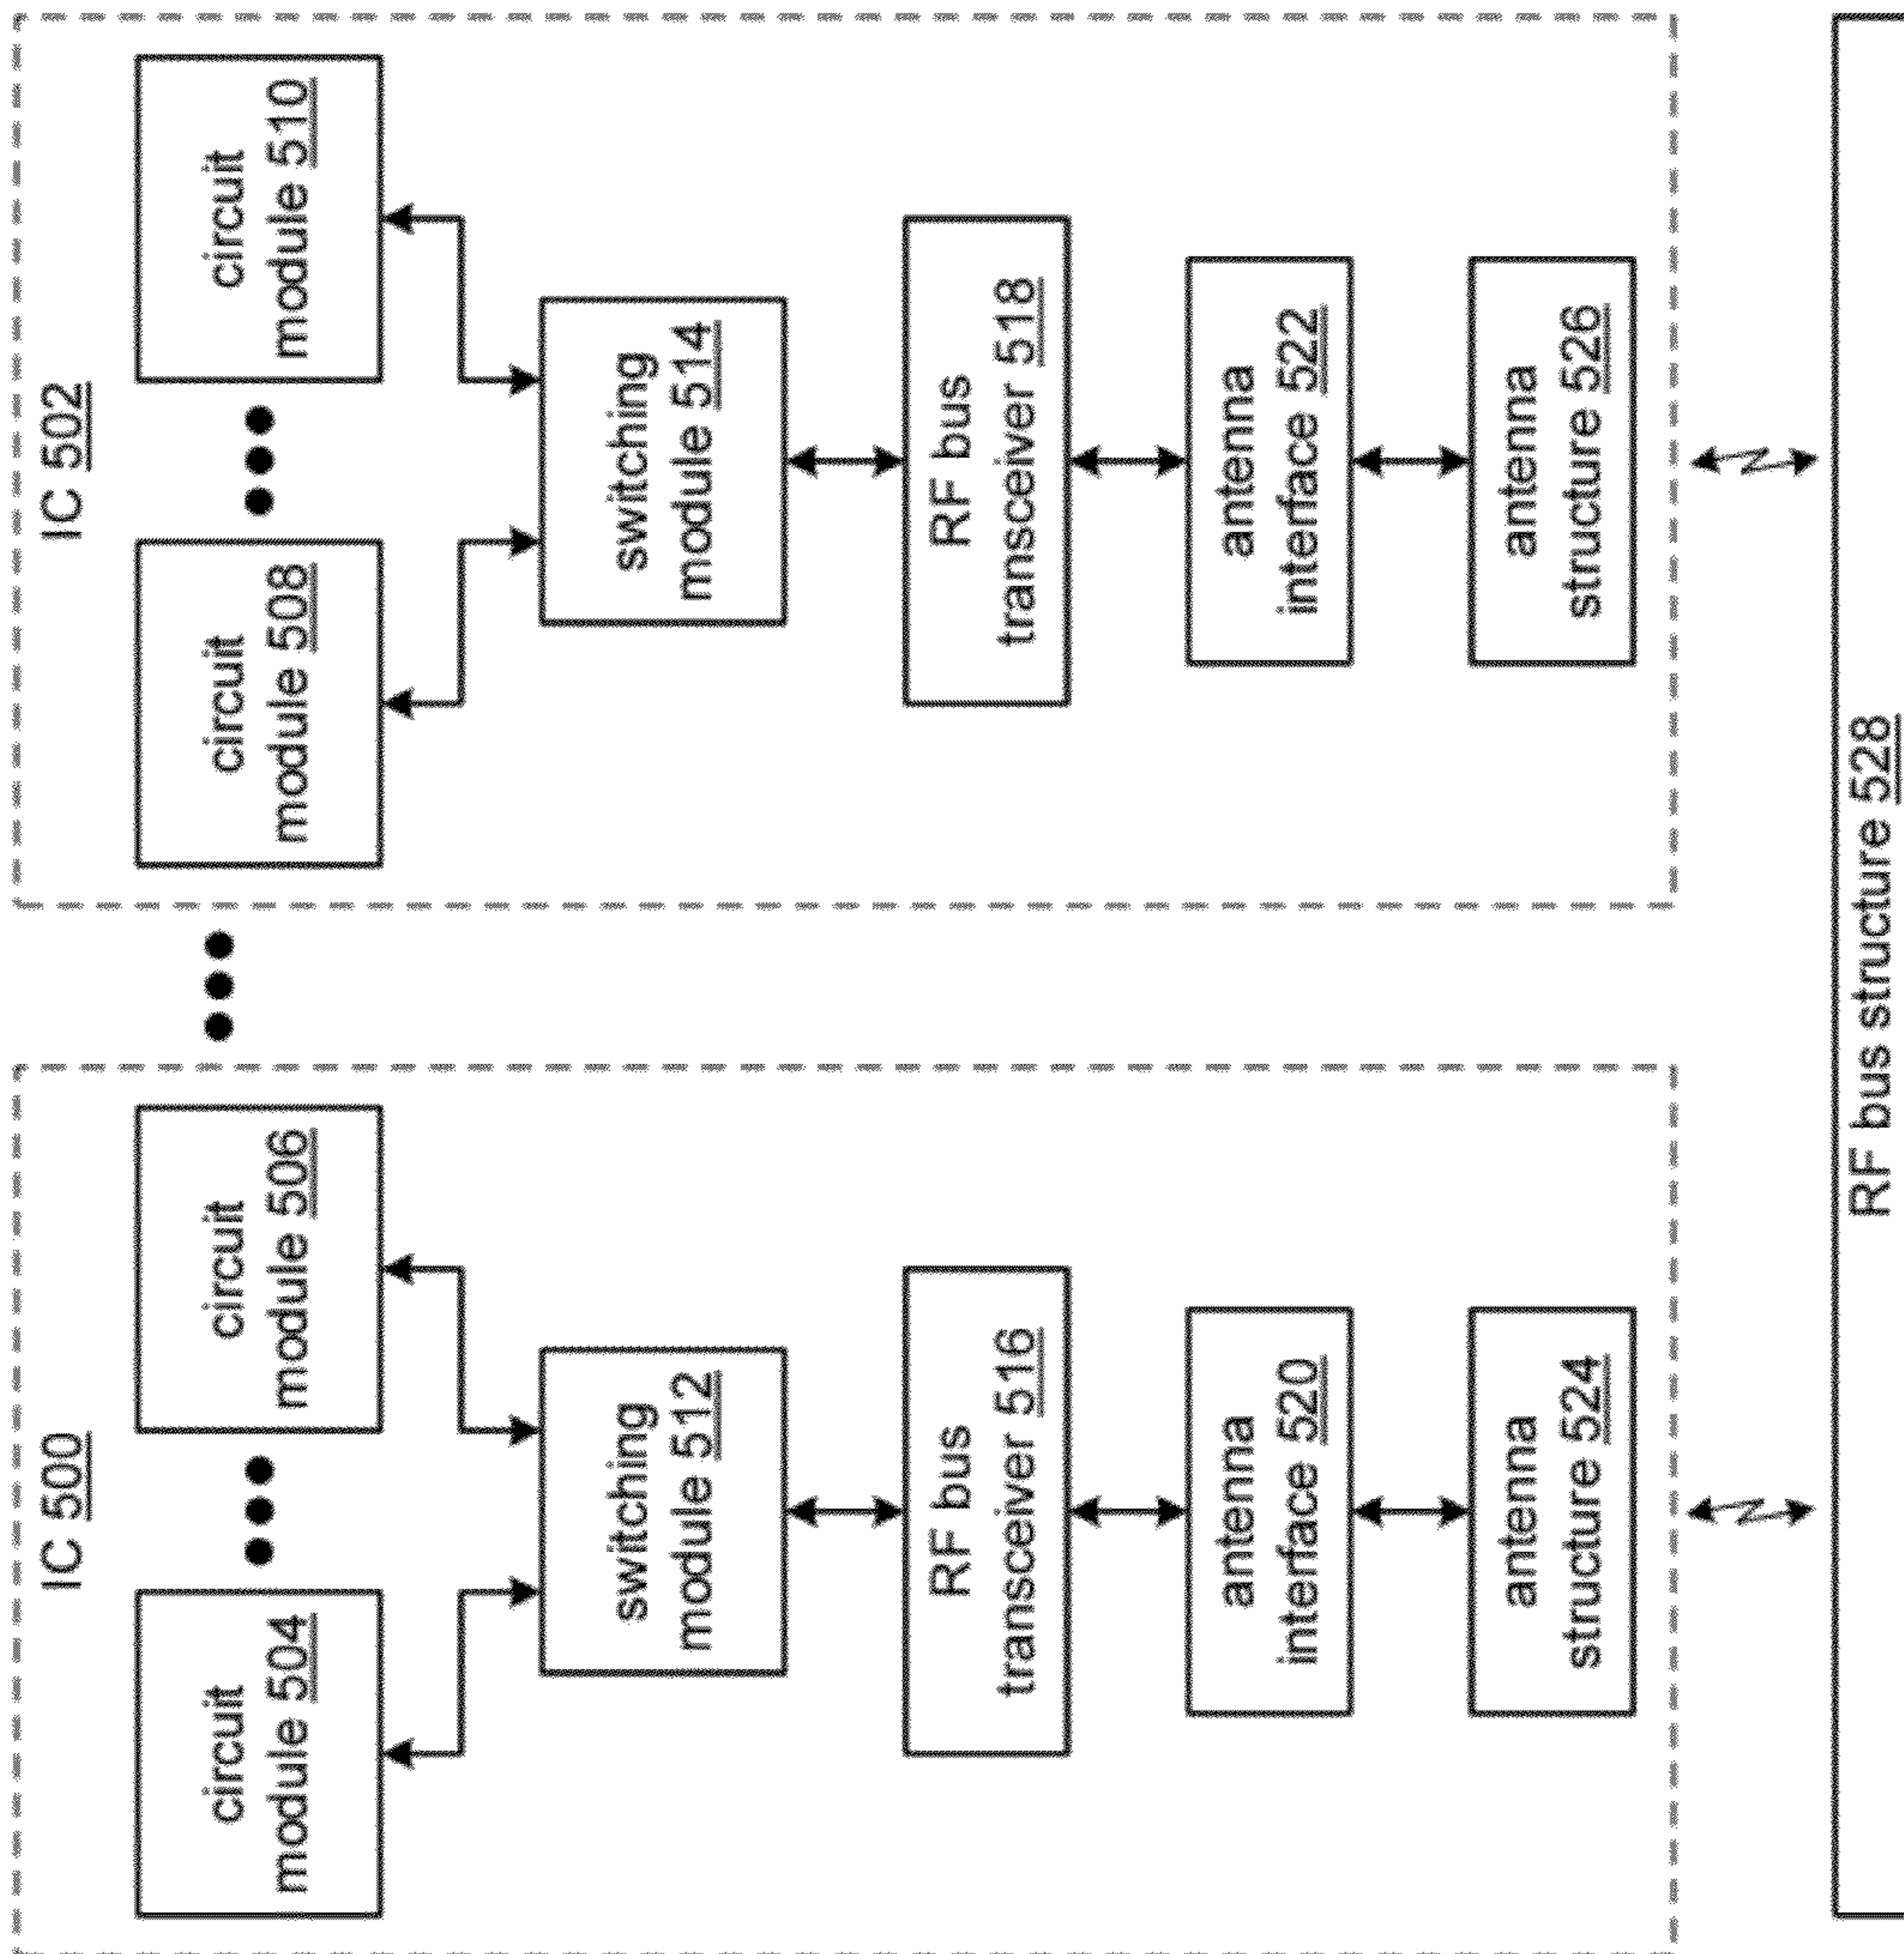 IC 500
circuit
module 504
circuit
module 506
switching
module 512
RF bus
transceiver 516
antenna
interface 520
antenna
structure 524
IC 502
circuit
module 508
circuit
module 510
switching
module 514
RF bus
transceiver 518
antenna
interface 522
antenna
structure 526
RF bus structure 528